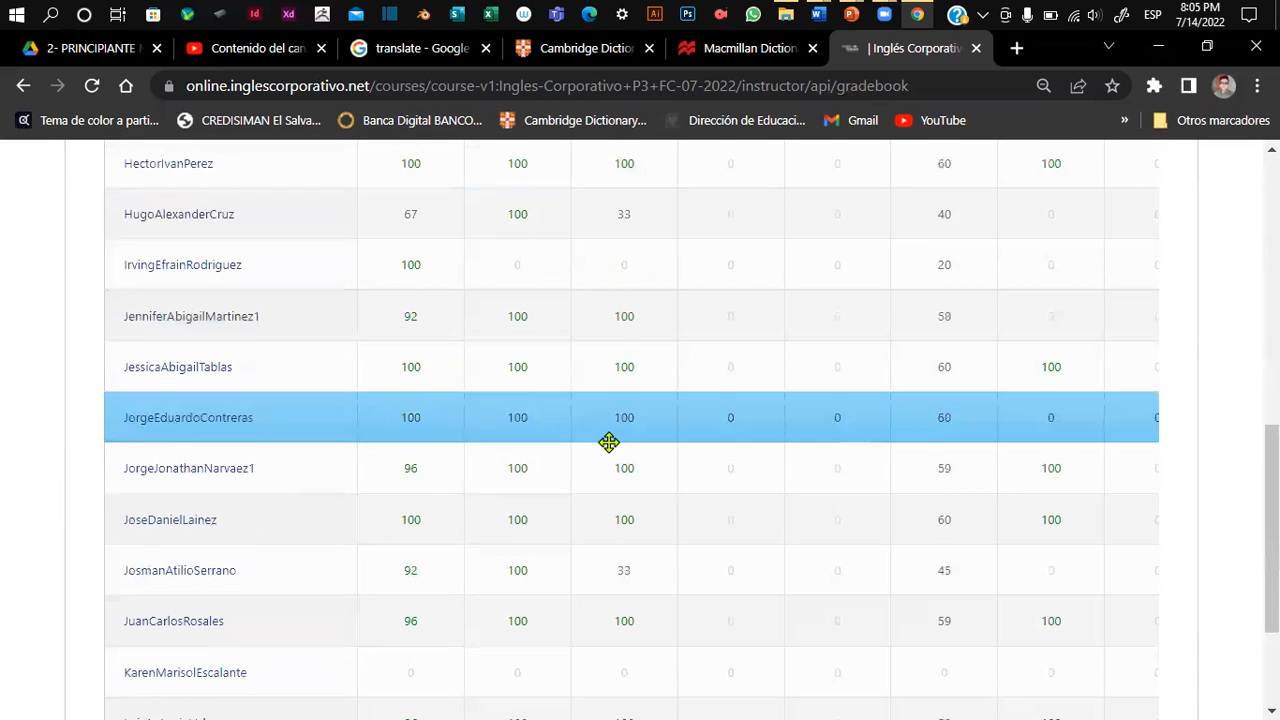 8:05 PM
ESP
7/14/2022
2- PRINCIPIANTE
Contenido del can
translate - Google
Cambridge Dictio
Macmillan Diction
| Inglés Corporativ
online.inglescorporativo.net/courses/course-v1:Ingles-Corporativo+P3+FC-07-2022/instructor/api/gradebook
Tema de color a parti...
CREDISIMAN El Salva...
Banca Digital BANCO...
Cambridge Dictionary...
Dirección de Educaci...
Gmail
YouTube
»
Otros marcadores
HectorIvanPerez 100 100 100 0 0 60 100
HugoAlexanderCruz 67 100 33 0 0 40 0
IrvingEfrainRodriguez 100 0 0 0 0 20 0
JenniferAbigailMartinez1 92 100 100 0 0 58 0
JessicaAbigailTablas 100 100 100 0 0 60 100
JorgeEduardoContreras 100 100 100 0 0 60 0
JorgeJonathanNarvaez1 96 100 100 0 0 59 100
JoseDanielLainez 100 100 100 0 0 60 100
JosmanAtilioSerrano 92 100 33 0 0 45 0
JuanCarlosRosales 96 100 100 0 0 59 100
KarenMarisolEscalante 0 0 0 0 0 0 0